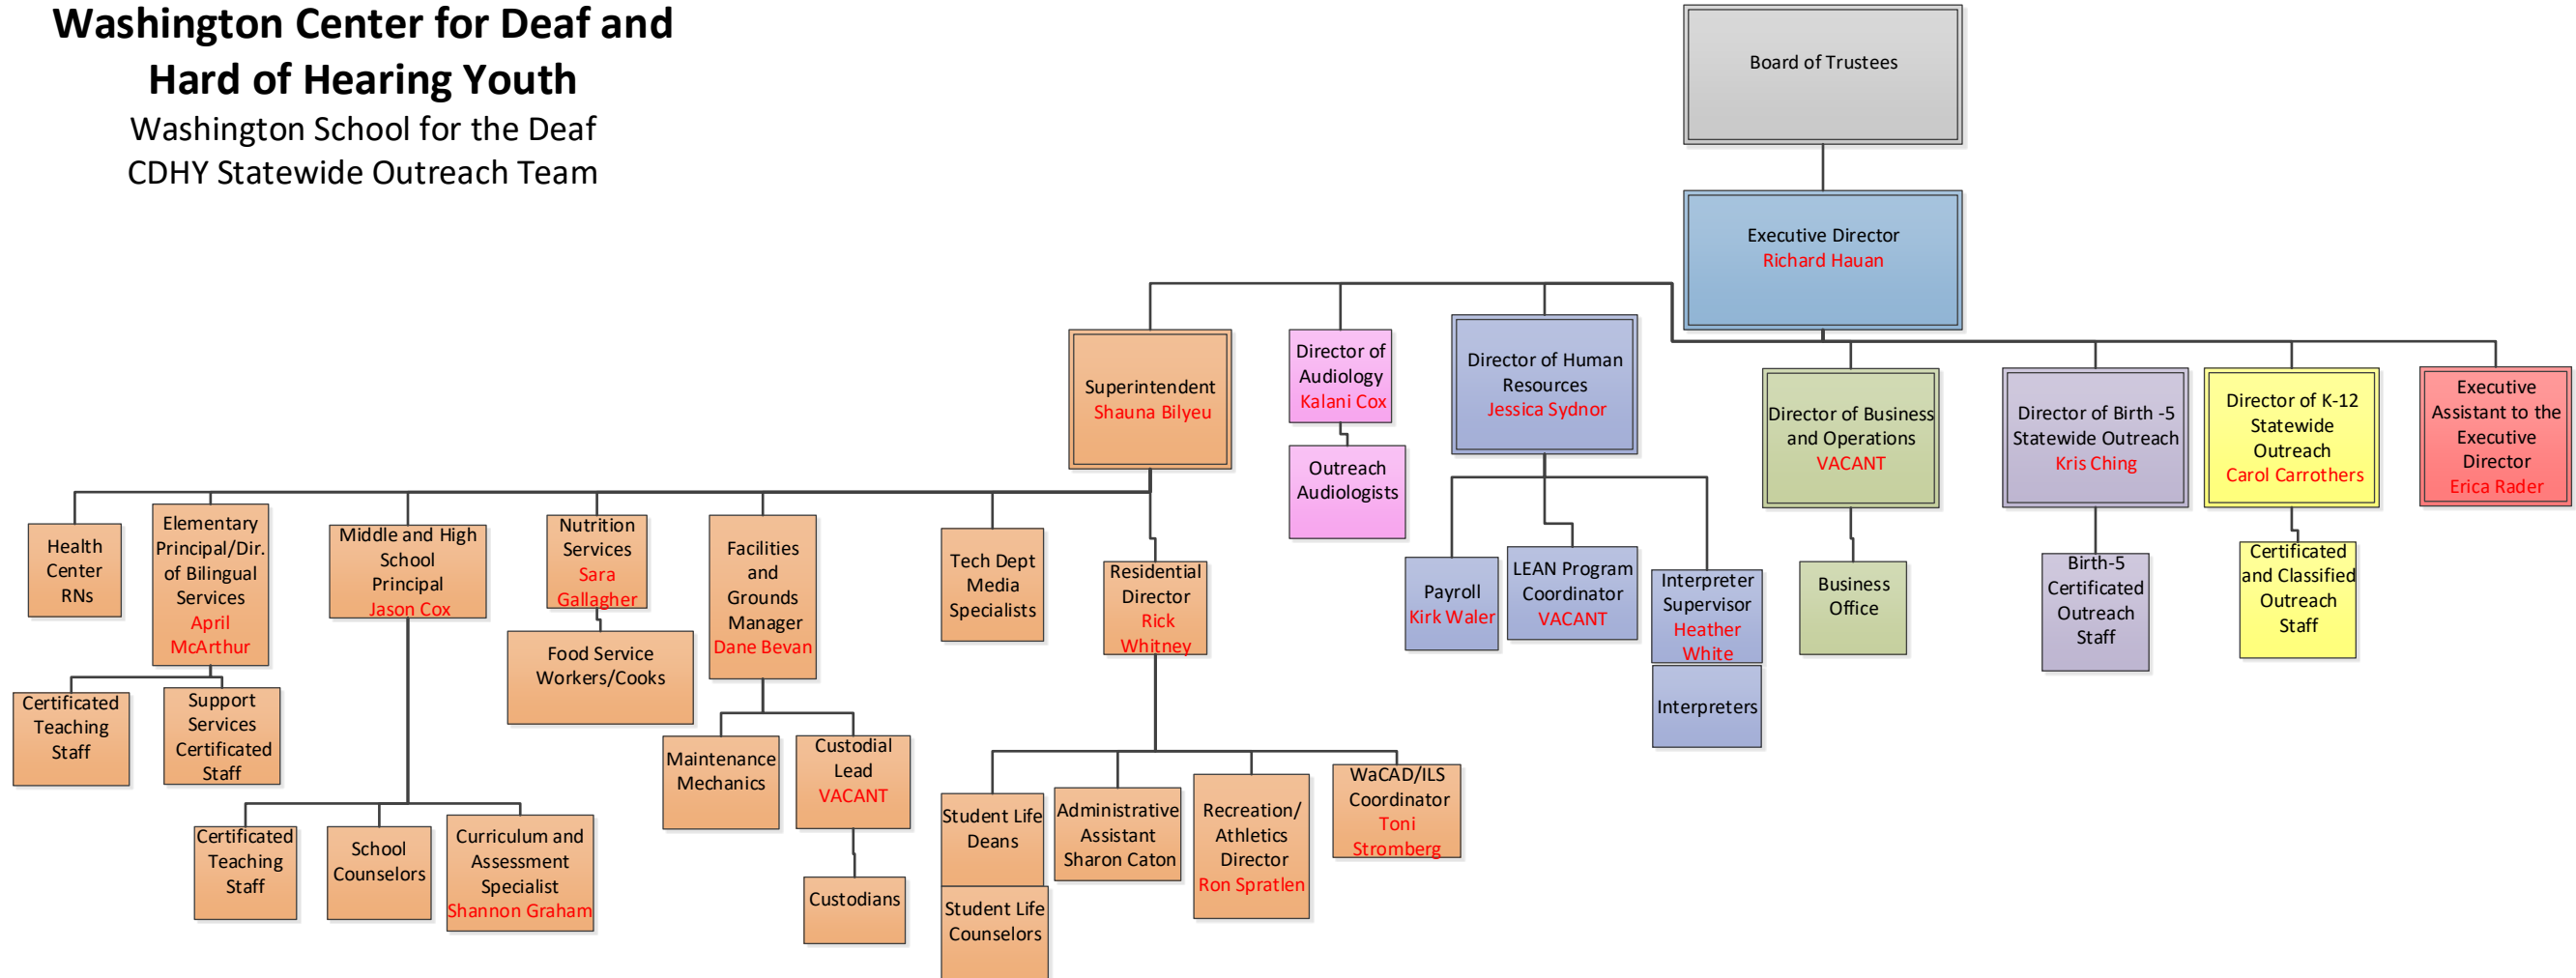 Washington Center for Deaf and
Hard of Hearing Youth
Washington School for the Deaf
CDHY Statewide Outreach Team
Board of Trustees
Executive Director
Richard Hauan
Superintendent
Shauna Bilyeu
Director of
Audiology
Kalani Cox
Outreach
Audiologists
Director of Human
Resources
Jessica Sydnor
Director of Business
and Operations
VACANT
Director of Birth -5
Statewide Outreach
Kris Ching
Director of K-12
Statewide
Outreach
Carol Carrothers
Executive
Assistant to the
Executive
Director
Erica Rader
Health
Center
RNs
Elementary
Principal/Dir.
of Bilingual
Services
April
McArthur
Middle and High
School
Principal
Jason Cox
Nutrition
Services
Sara
Gallagher
Facilities
and
Grounds
Manager
Dane Bevan
Tech Dept
Media
Specialists
Residential
Director
Rick
Whitney
Payroll
Kirk Waler
LEAN Program
Coordinator
VACANT
Interpreter
Supervisor
Heather
White
Interpreters
Business
Office
Birth-5
Certificated
Outreach
Staff
Certificated
and Classified
Outreach
Staff
Certificated
Teaching
Staff
Support
Services
Certificated
Staff
Food Service
Workers/Cooks
Maintenance
Mechanics
Custodial
Lead
VACANT
Custodians
Certificated
Teaching
Staff
School
Counselors
Curriculum and
Assessment
Specialist
Shannon Graham
Student Life
Deans
Student Life
Counselors
Administrative
Assistant
Sharon Caton
Recreation/
Athletics
Director
Ron Spratlen
WaCAD/ILS
Coordinator
Toni
Stromberg